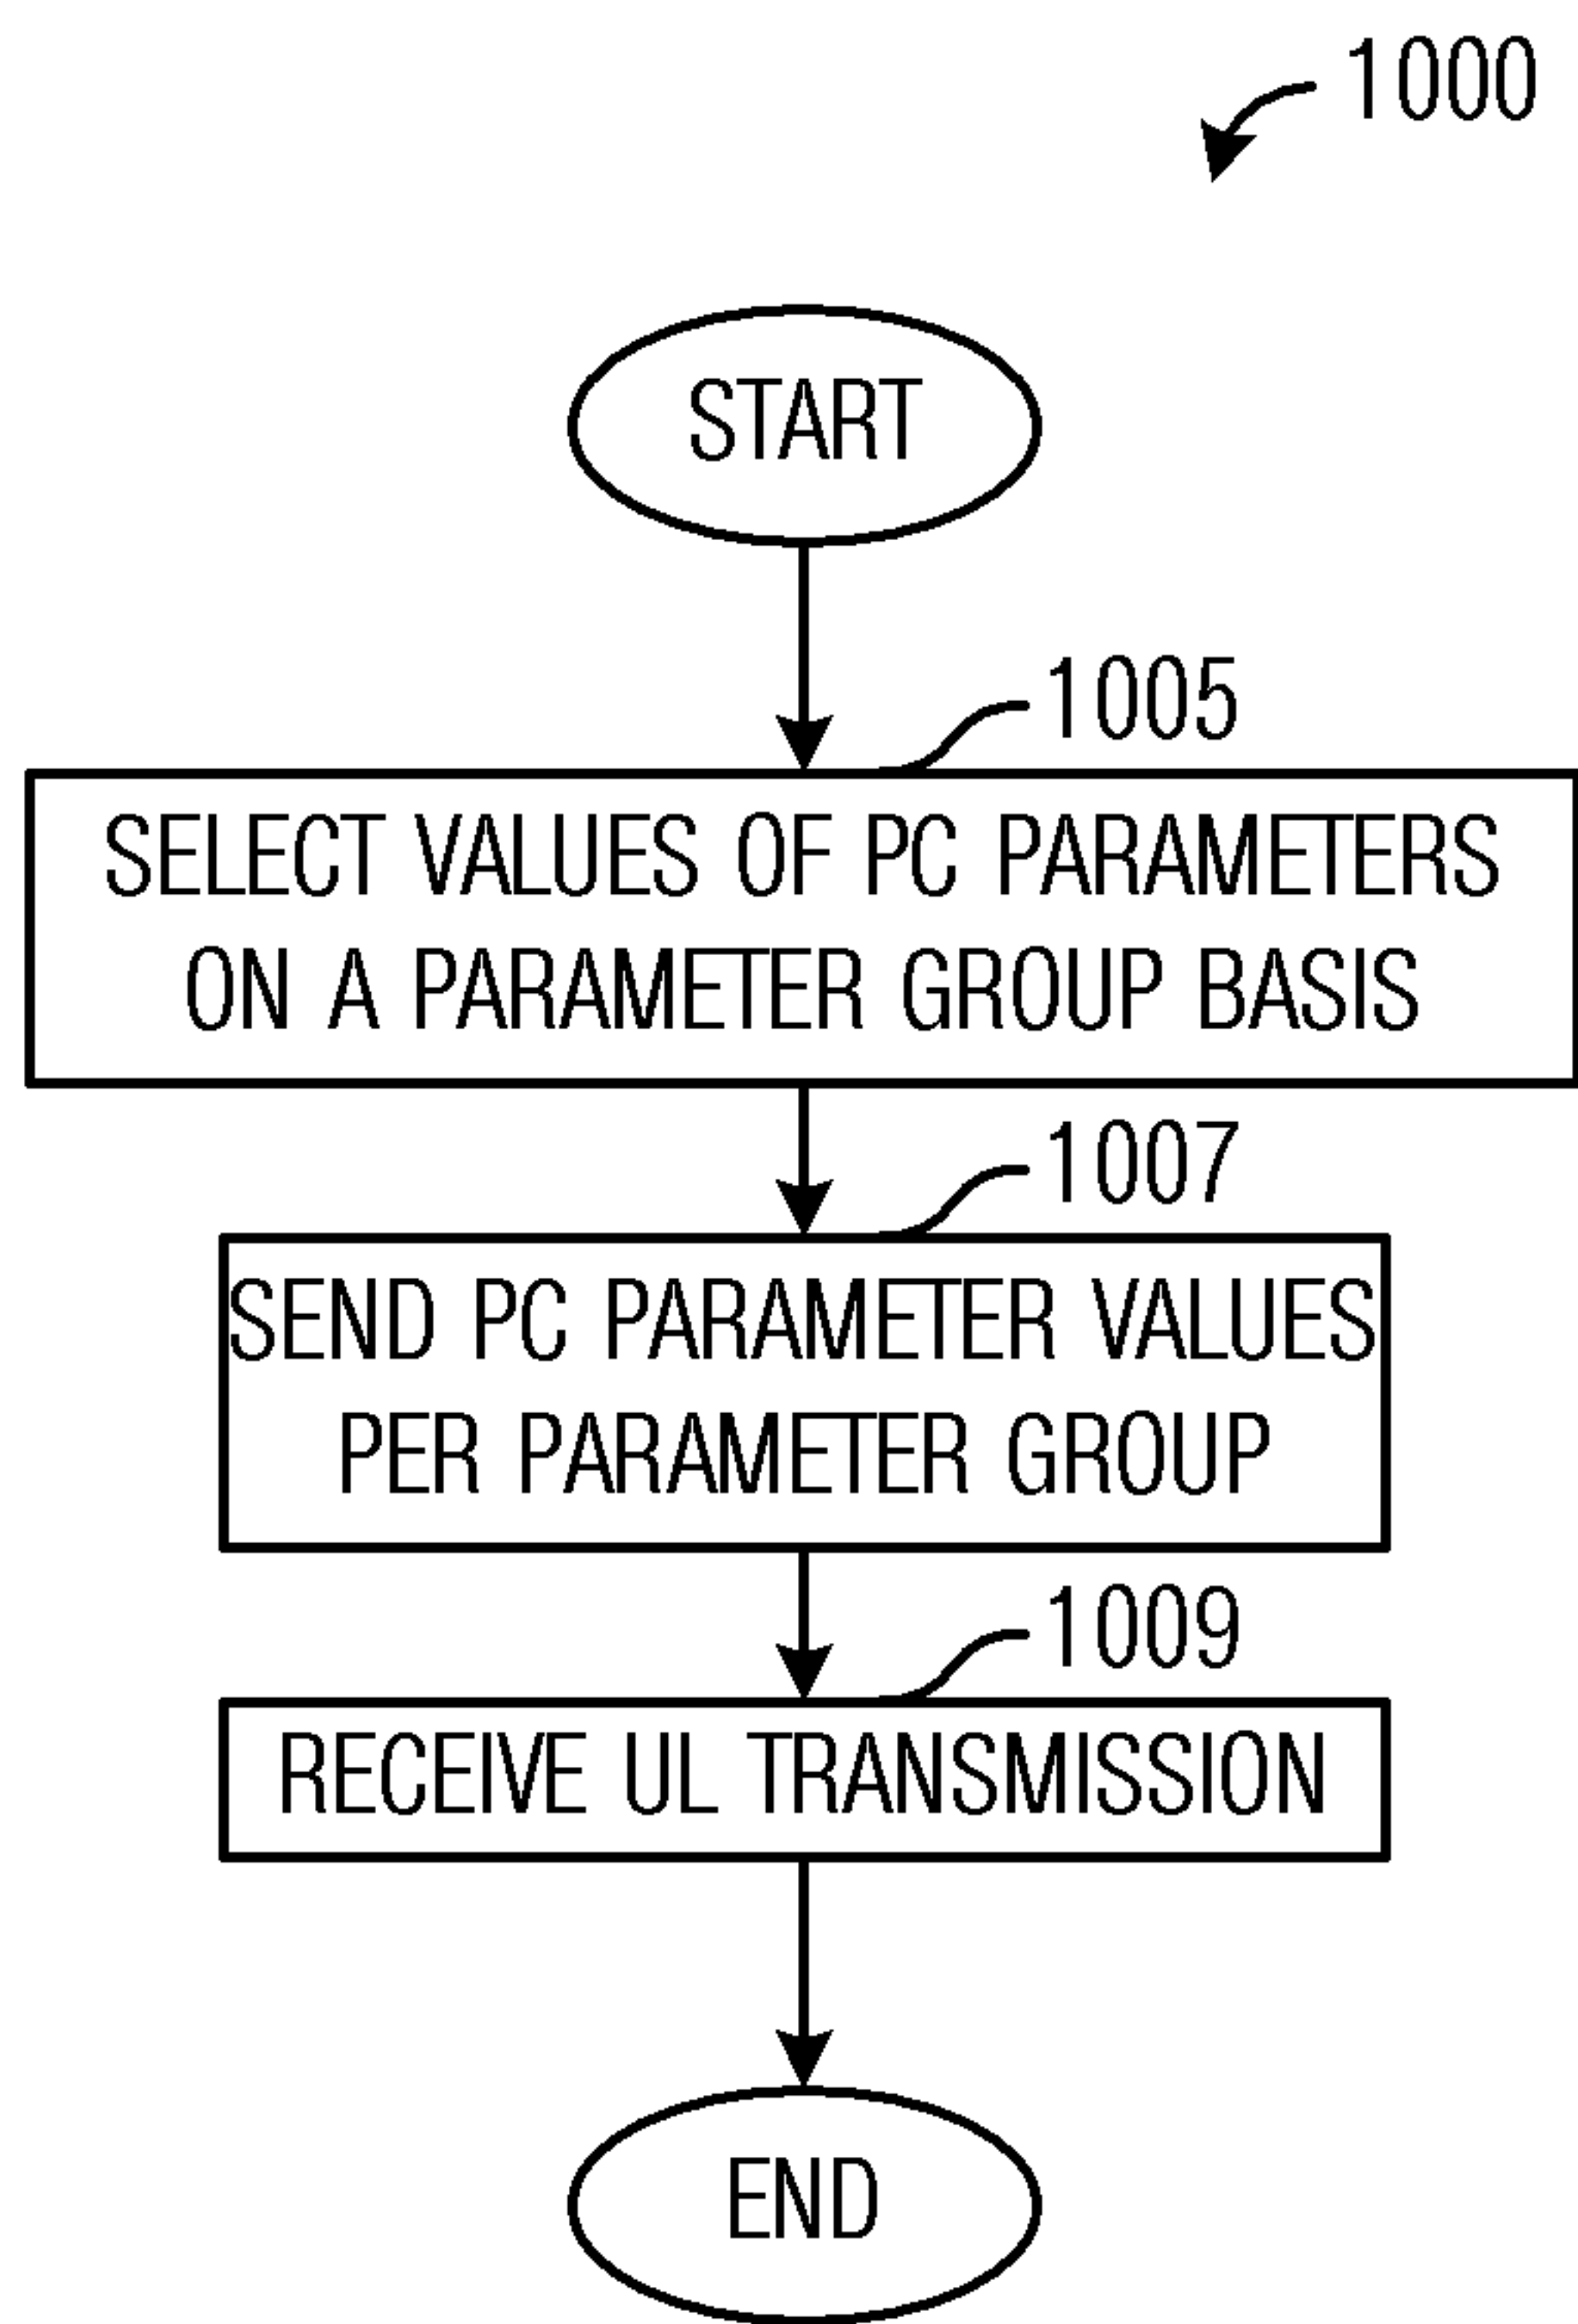 1000
START
1005
SELECT VALUES OF PC PARAMETERS
ON A PARAMETER GROUP BASIS
1007
SEND PC PARAMETER VALUES
PER PARAMETER GROUP
1009
RECEIVE UL TRANSMISSION
END